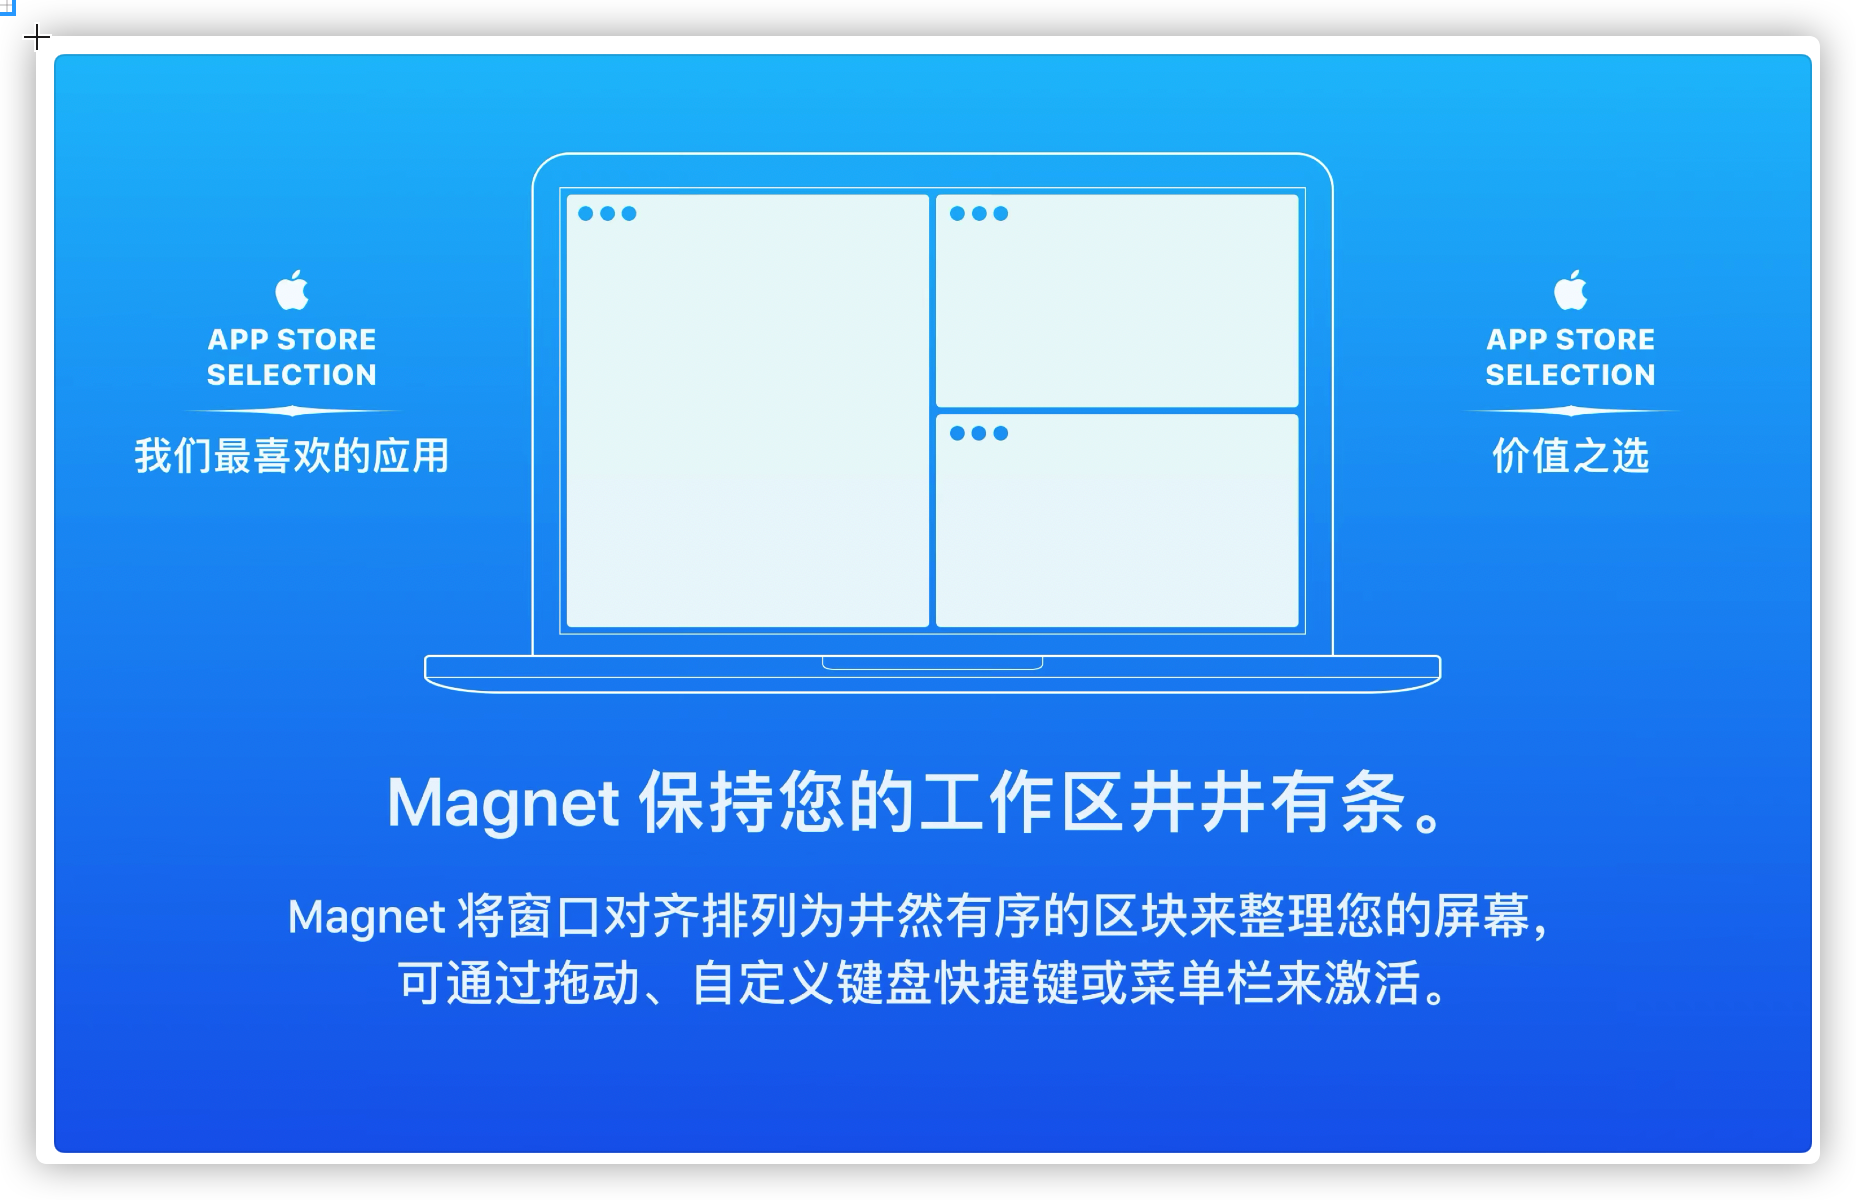 APP STORE
SELECTION
我们最喜欢的应用
APP STORE
SELECTION
价值之选
Magnet 保持您的工作区井井有条。
Magnet 将窗口对齐排列为井然有序的区块来整理您的屏幕，
可通过拖动、自定义键盘快捷键或菜单栏来激活。